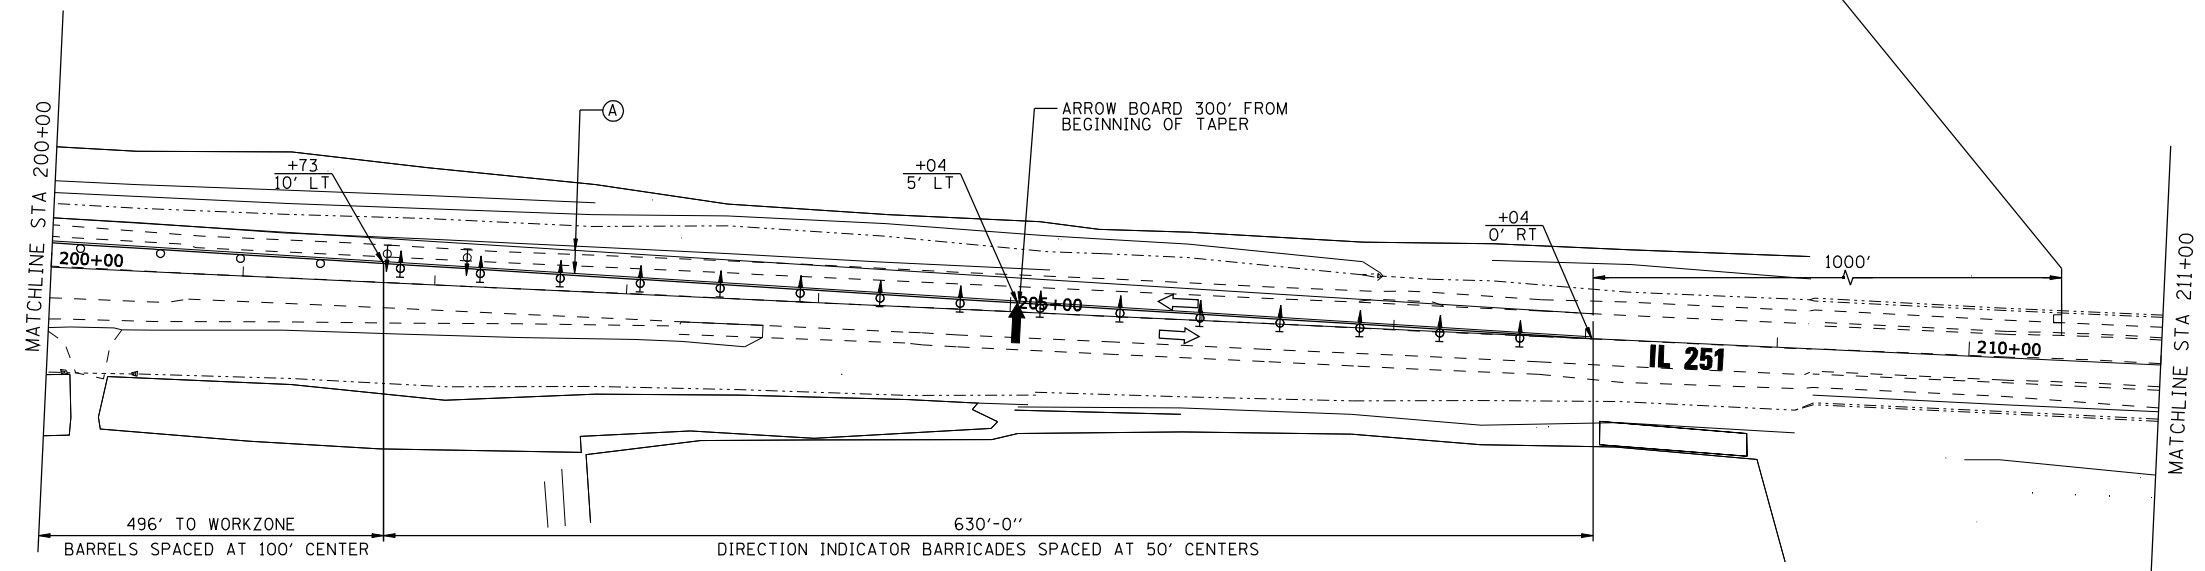 MATCHLINE STA 200+00
200+00
+73
10' LT
A
+04
5' LT
ARROW BOARD 300' FROM
BEGINNING OF TAPER
205+00
+04
0' RT
1000'
IL 251
210+00
MATCHLINE STA 211+00
496' TO WORKZONE
BARRELS SPACED AT 100' CENTER
630'-0''
DIRECTION INDICATOR BARRICADES SPACED AT 50' CENTERS